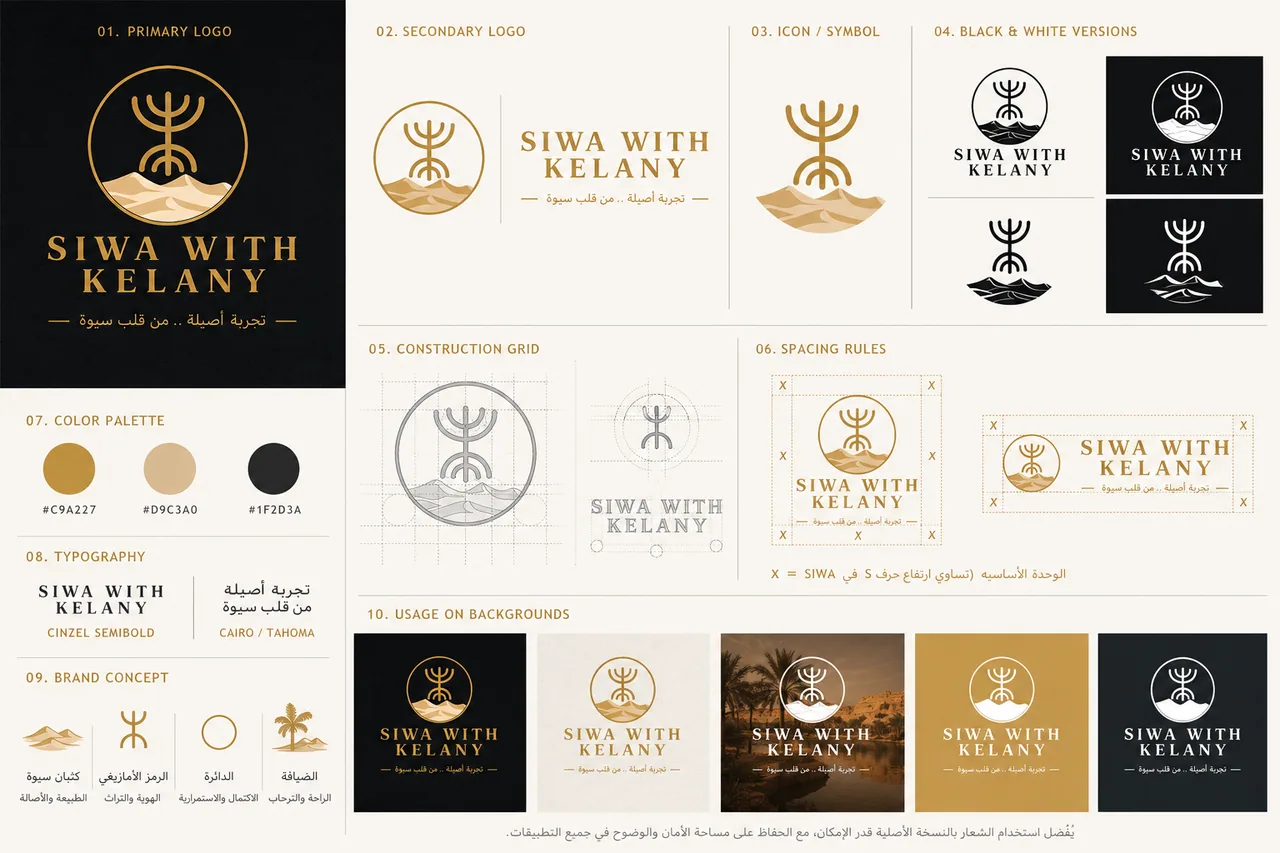 01. PRIMARY LOGO
SIWA WITH
KELANY
تجربة أصيلة .. من قلب سيوة
02. SECONDARY LOGO
SIWA WITH
KELANY
تجربة أصيلة .. من قلب سيوة
03. ICON / SYMBOL
04. BLACK & WHITE VERSIONS
SIWA WITH
KELANY
SIWA WITH
KELANY
05. CONSTRUCTION GRID
SIWA WITH
KELANY
06. SPACING RULES
X
X
X
X
SIWA WITH
KELANY
تجربة أصيلة .. من قلب سيوة
X
X
X
X
X
SIWA WITH
KELANY
تجربة أصيلة .. من قلب سيوة
X
X
X = SIWA في S الوحدة الأساسيه (تساوي ارتفاع حرف
07. COLOR PALETTE
#C9A227
#D9C3A0
#1F2D3A
08. TYPOGRAPHY
SIWA WITH
KELANY
CINZEL SEMIBOLD
تجربة أصيلة
من قلب سيوة
CAIRO / TAHOMA
09. BRAND CONCEPT
كثبان سيوة
الطبيعة والأصالة
الرمز الأمازيغي
الهوية والتراث
الدائرة
الاكتمال والاستمرارية
الضيافة
الراحة والترحاب
10. USAGE ON BACKGROUNDS
SIWA WITH
KELANY
تجربة أصيلة .. من قلب سيوة
SIWA WITH
KELANY
تجربة أصيلة .. من قلب سيوة
SIWA WITH
KELANY
تجربة أصيلة .. من قلب سيوة
SIWA WITH
KELANY
تجربة أصيلة .. من قلب سيوة
SIWA WITH
KELANY
تجربة أصيلة .. من قلب سيوة
يُفُضل استخدام الشعار بالنسخة الأصلية قدر الإمكان، مع الحفاظ على مساحة الأمان والوضوح في جميع التطبيقات.